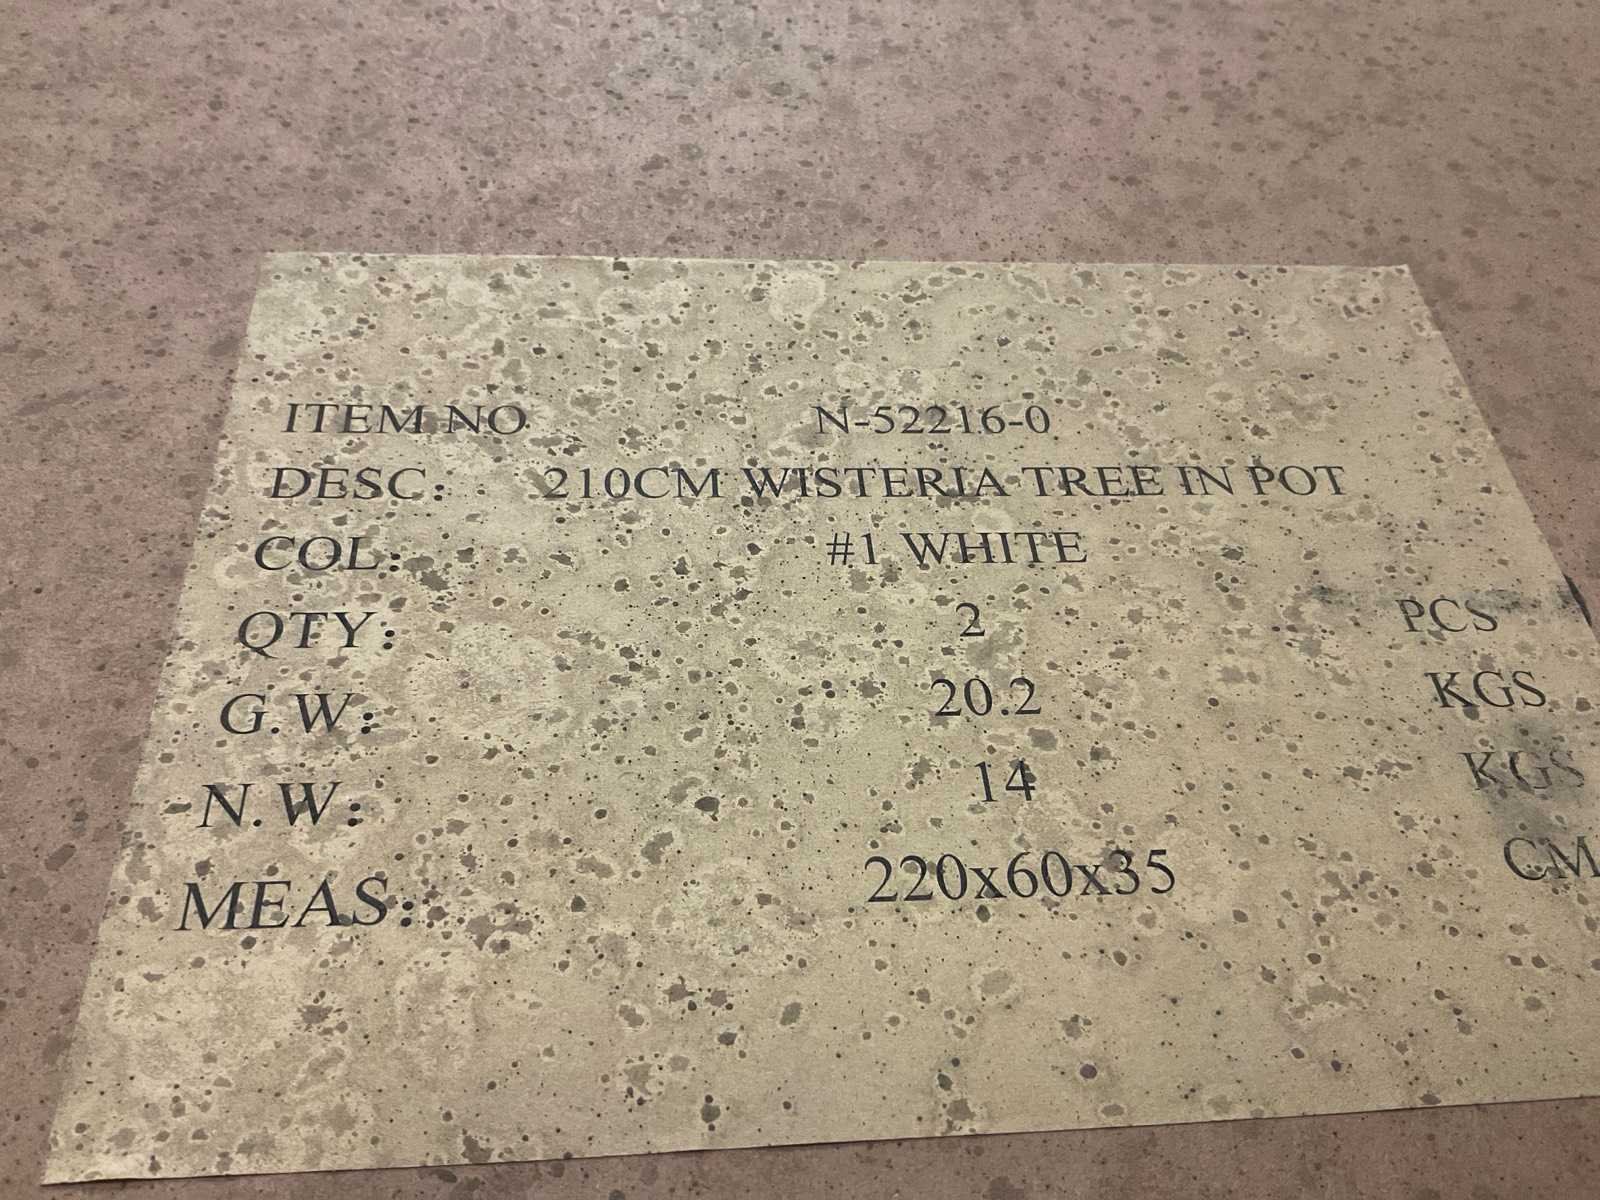 ITEM NO N-52216-0
DESC: 210CM WISTERIA TREE IN POT
COL: #1 WHITE
QTY: 2 PCS
G.W: 20.2 KGS
N.W: 14 KGS
MEAS: 220x60x35 CM